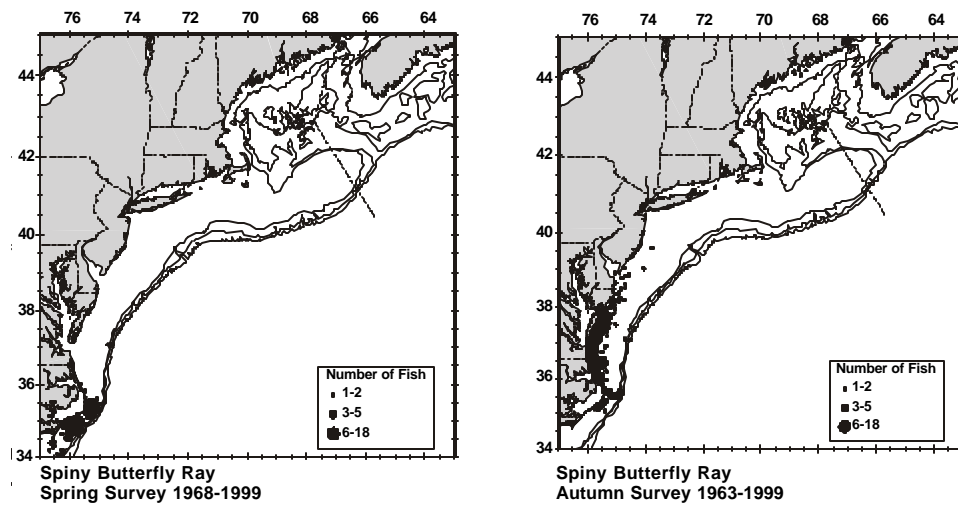 76 74 72 70 68 66 64
44
42
40
38
36
34
Number of Fish
1-2
3-5
6-18
Spiny Butterfly Ray
Spring Survey 1968-1999
76 74 72 70 68 66 64
44
42
40
38
36
34
Number of Fish
1-2
3-5
6-18
Spiny Butterfly Ray
Autumn Survey 1963-1999